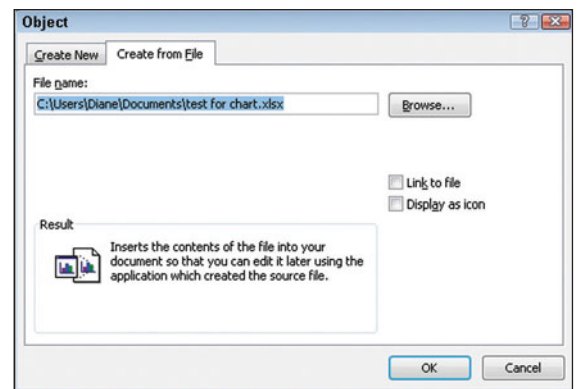 Object
Create New Create from File
File name:
C:\Users\Diane\Documents\test for chart.xlsx Browse...
Link to file
Display as icon
Result
Inserts the contents of the file into your
document so that you can edit it later using the
application which created the source file.
OK Cancel